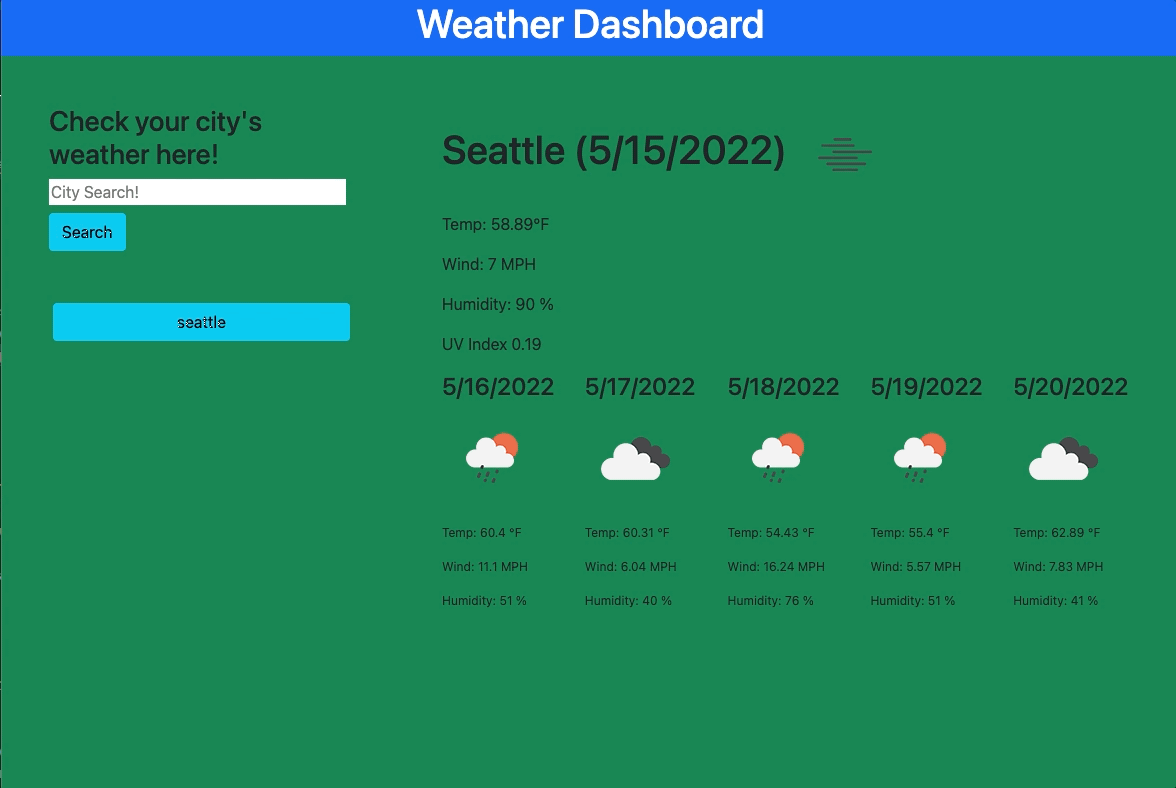 Weather Dashboard
Check your city's
weather here!
City Search!
Search
seattle
Seattle (5/15/2022)
Temp: 58.89°F
Wind: 7 MPH
Humidity: 90 %
UV Index 0.19
5/16/2022 5/17/2022 5/18/2022 5/19/2022 5/20/2022
Temp: 60.4 °F Temp: 60.31 °F Temp: 54.43 °F Temp: 55.4 °F Temp: 62.89 °F
Wind: 11.1 MPH Wind: 6.04 MPH Wind: 16.24 MPH Wind: 5.57 MPH Wind: 7.83 MPH
Humidity: 51 % Humidity: 40 % Humidity: 76 % Humidity: 51 % Humidity: 41 %